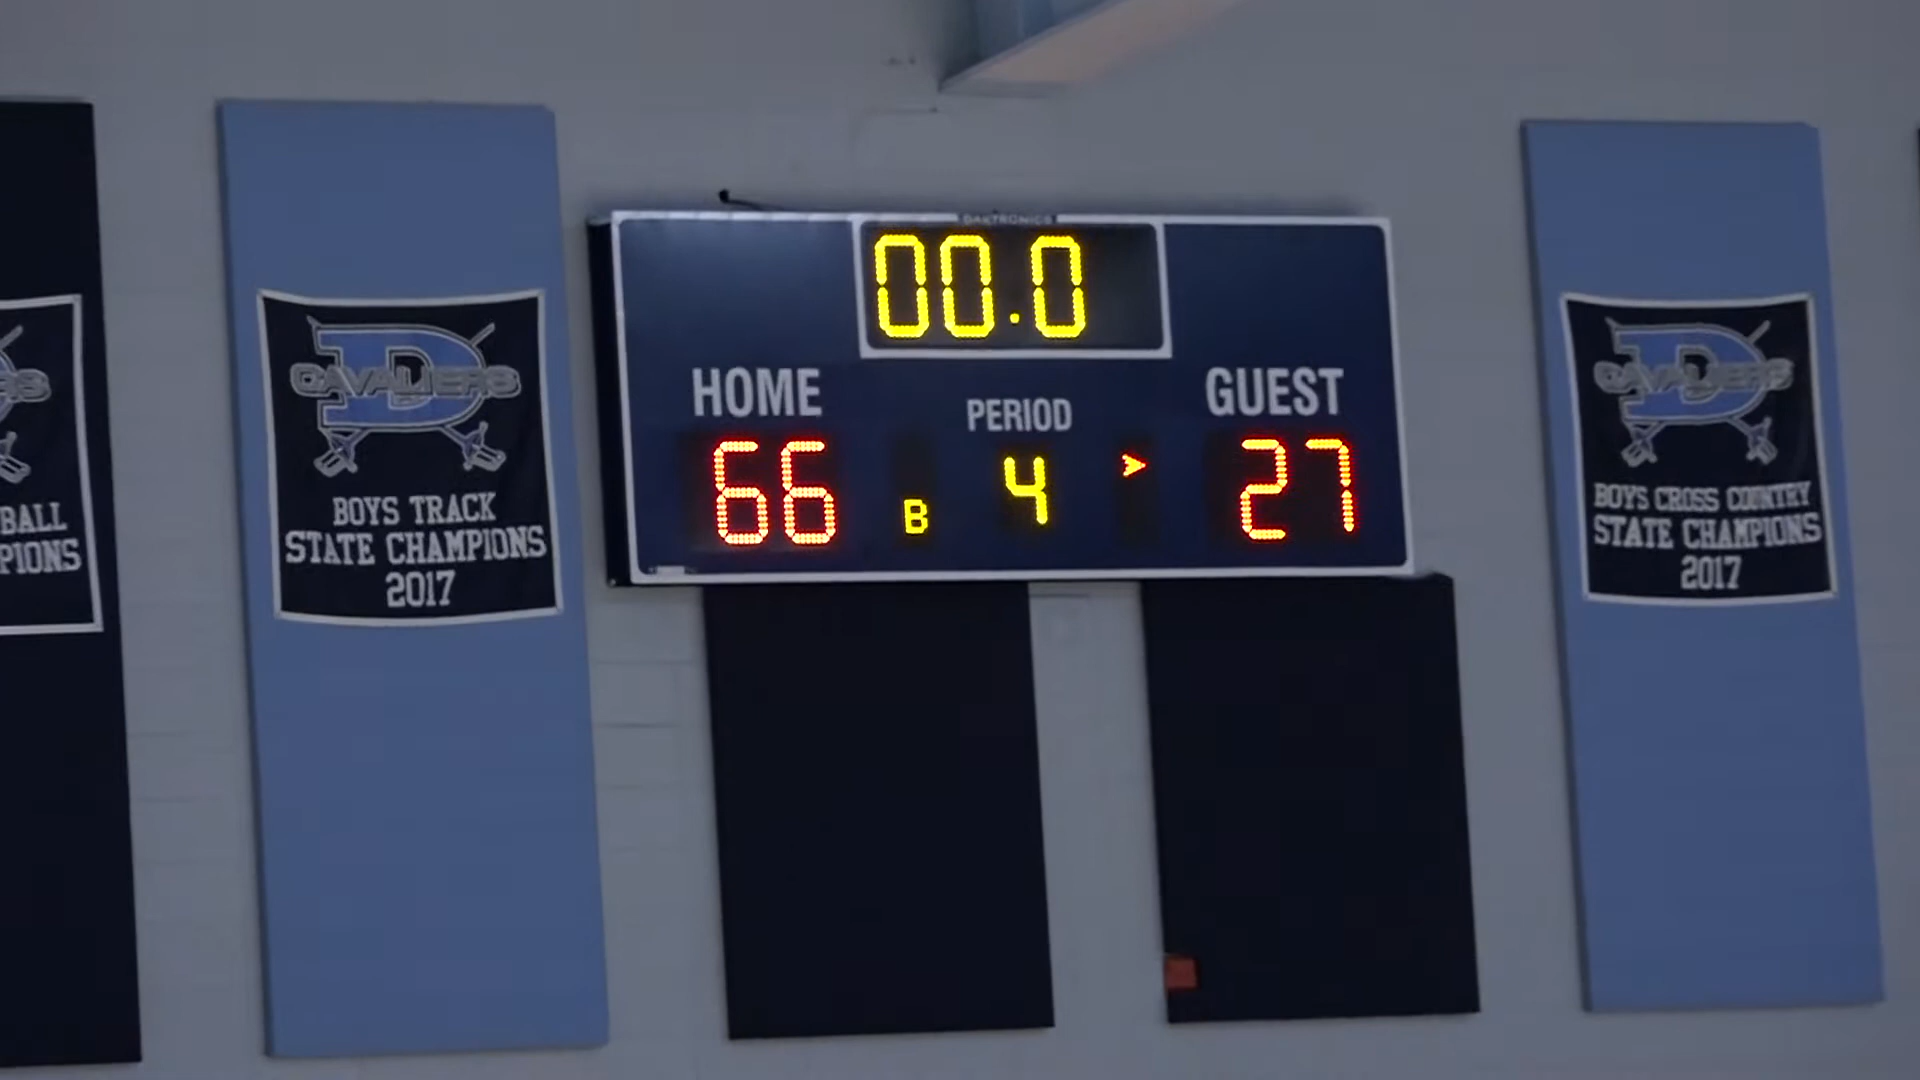 DAKTRONICS
00.0
HOME
PERIOD
GUEST
66
B
4
27
BALL
PIONS
D
CAVALIERS
BOYS TRACK
STATE CHAMPIONS
2017
D
CAVALIERS
BOYS CROSS COUNTRY
STATE CHAMPIONS
2017